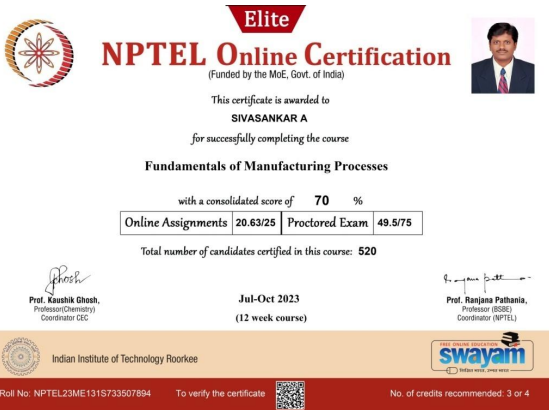 Elite
NPTEL Online Certification
(Funded by the MoE, Govt. of India)
This certificate is awarded to
SIVASANKAR A
for successfully completing the course
Fundamentals of Manufacturing Processes
with a consolidated score of 70 %
Online Assignments 20.63/25 Proctored Exam 49.5/75
Total number of candidates certified in this course: 520
Prof. Kaushik Ghosh,
Professor(Chemistry)
Coordinator CEC
Jul-Oct 2023
(12 week course)
Prof. Ranjana Pathania,
Professor (BSBE)
Coordinator (NPTEL)
Indian Institute of Technology Roorkee
FREE ONLINE EDUCATION
swayam
शिक्षित भारत, उन्नत भारत
Roll No: NPTEL23ME131S733507894 To verify the certificate No. of credits recommended: 3 or 4